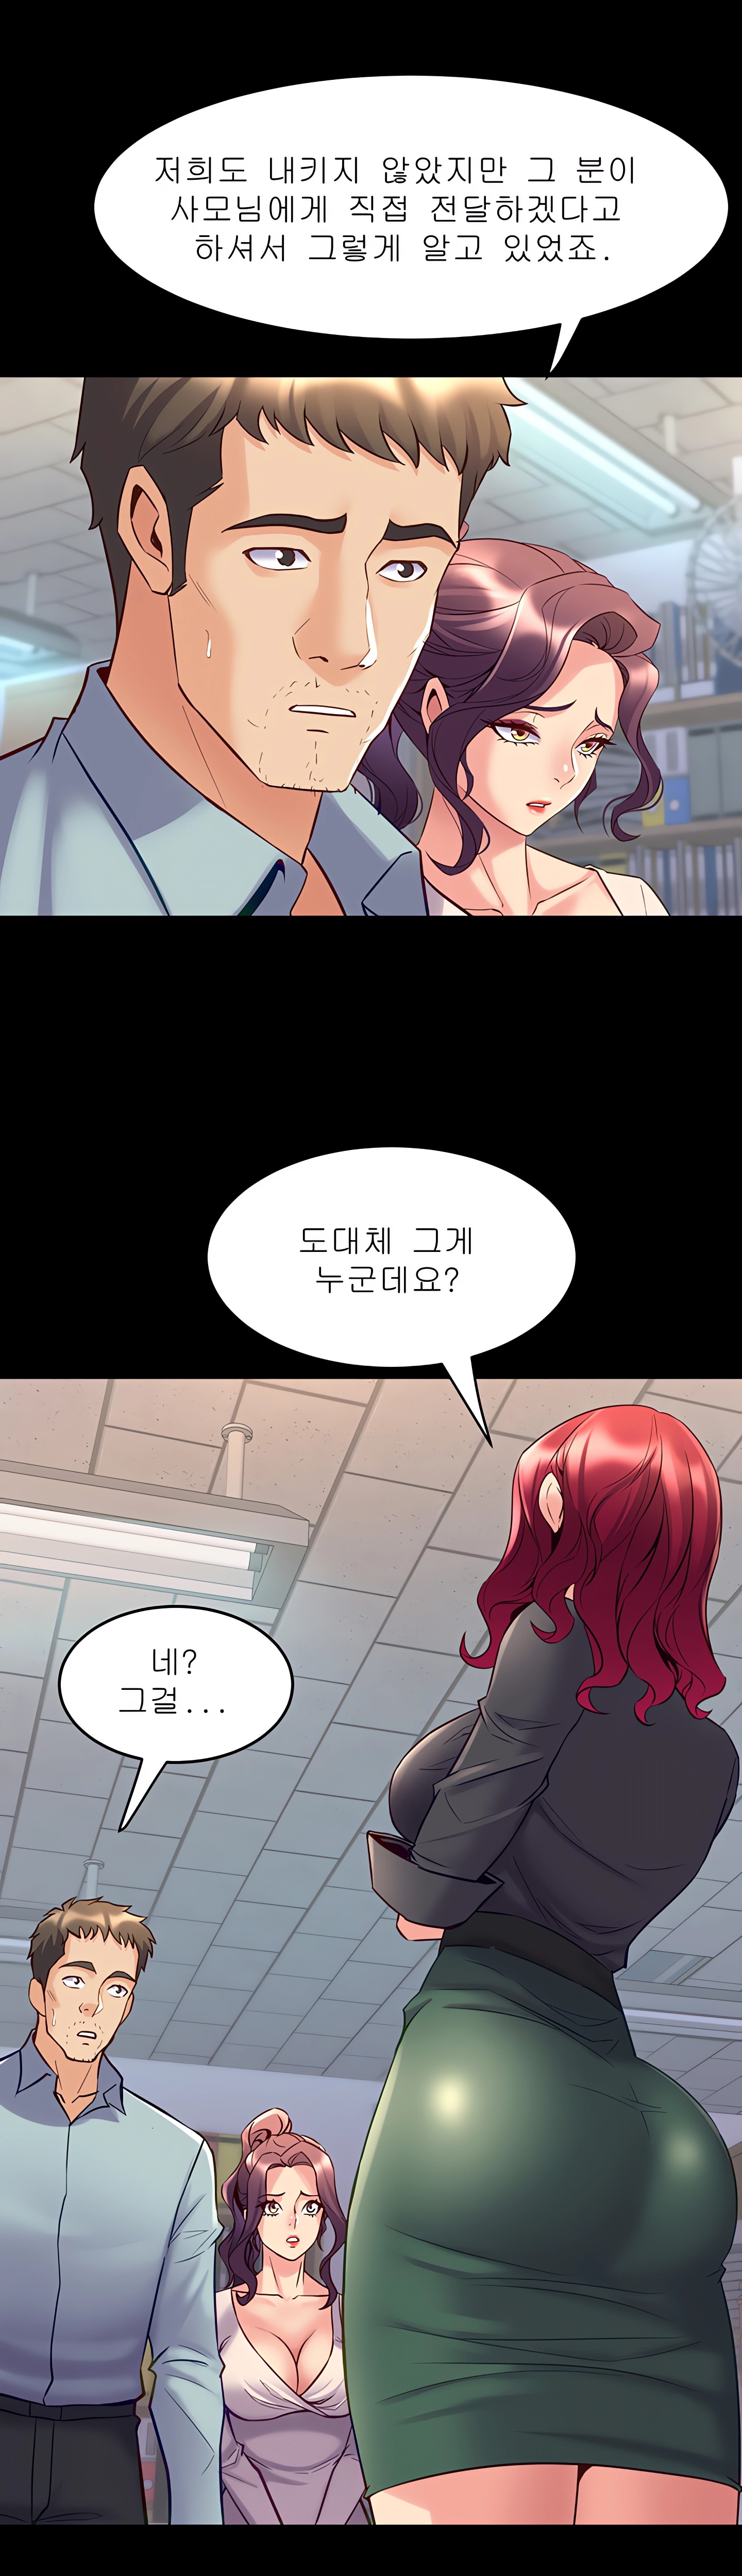 저희도 내키지 않았지만 그 분이
사모님에게 직접 전달하겠다고
하셔서 그렇게 알고 있었죠.
도대체 그게
누군데요?
네?
그걸...